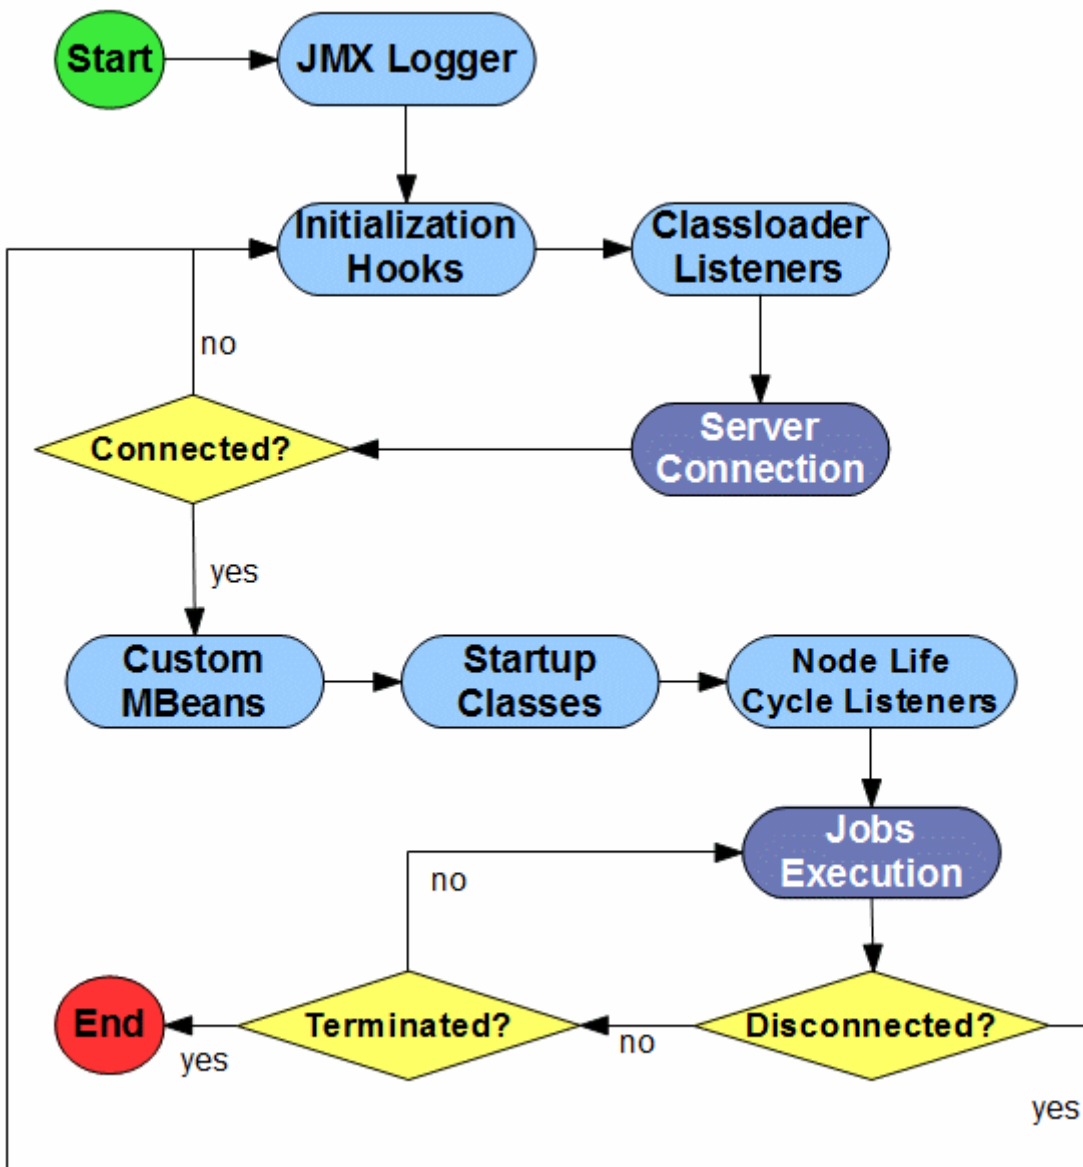 Start
JMX Logger
Initialization
Hooks
Classloader
Listeners
no
Connected?
Server
Connection
yes
Custom
MBeans
Startup
Classes
Node Life
Cycle Listeners
Jobs
Execution
no
End
Terminated?
Disconnected?
yes
no
yes